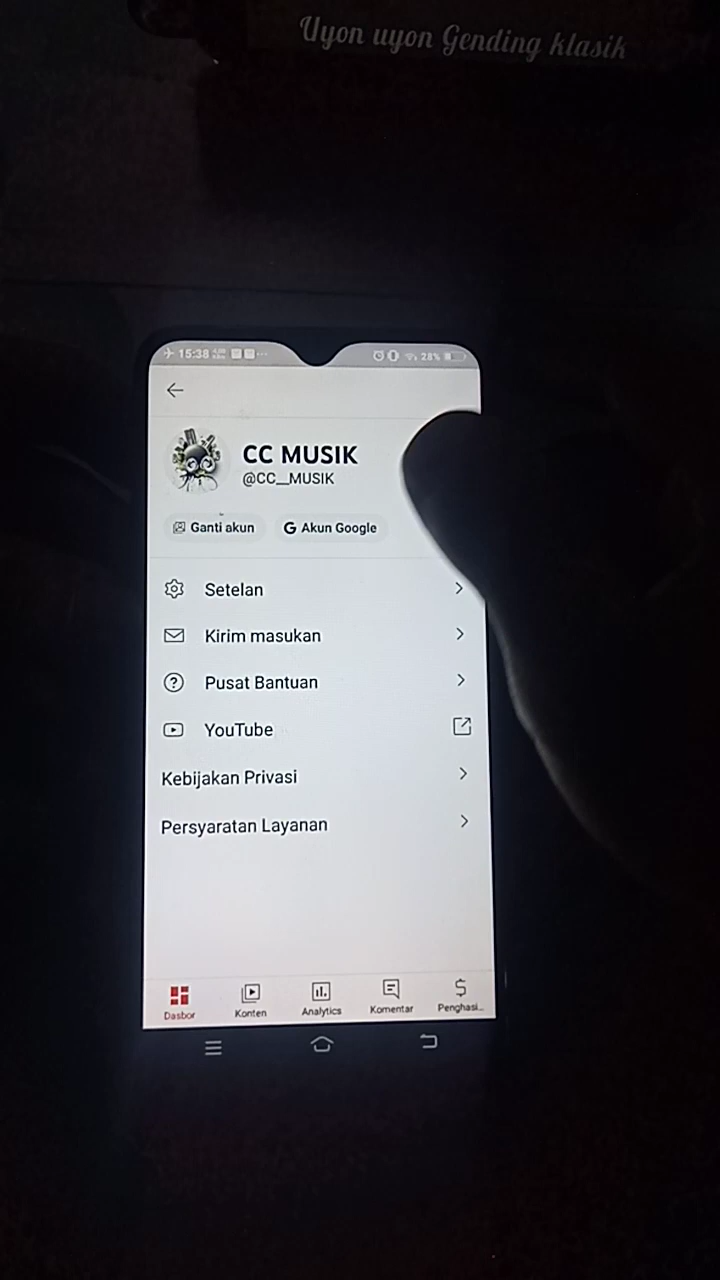 Uyon uyon Gending klasik
15:38
28%
CC MUSIK
@CC__MUSIK
Ganti akun
G Akun Google
Setelan
Kirim masukan
Pusat Bantuan
YouTube
Kebijakan Privasi
Persyaratan Layanan
Dasbor
Konten
Analytics
Komentar
Penghasi...